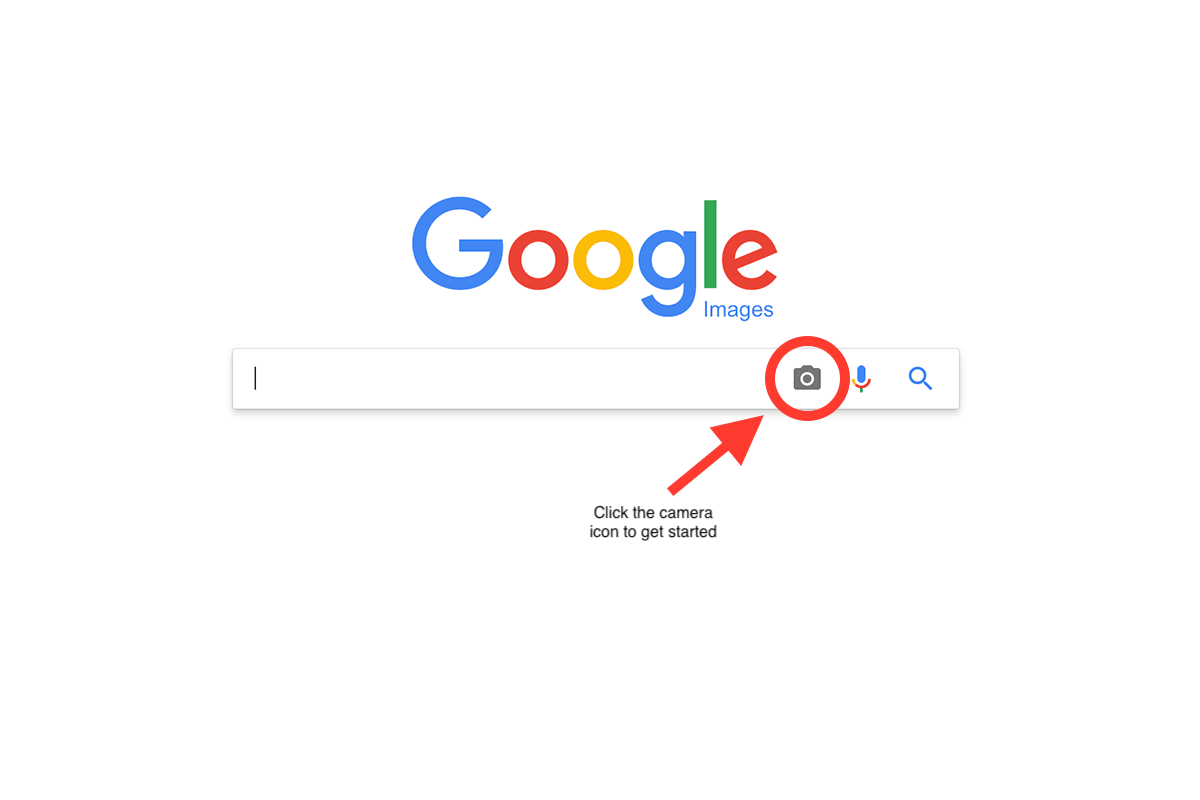 Google
Images
Click the camera
icon to get started